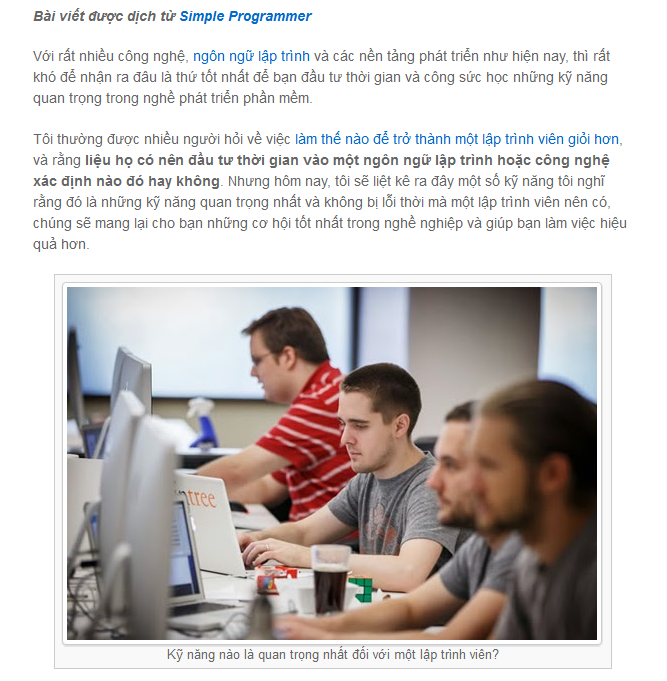 Bài viết được dịch từ Simple Programmer
Với rất nhiều công nghệ, ngôn ngữ lập trình và các nền tảng phát triển như hiện nay, thì rất
khó để nhận ra đâu là thứ tốt nhất để bạn đầu tư thời gian và công sức học những kỹ năng
quan trọng trong nghề phát triển phần mềm.
Tôi thường được nhiều người hỏi về việc làm thế nào để trở thành một lập trình viên giỏi hơn,
và rằng liệu họ có nên đầu tư thời gian vào một ngôn ngữ lập trình hoặc công nghệ
xác định nào đó hay không. Nhưng hôm nay, tôi sẽ liệt kê ra đây một số kỹ năng tôi nghĩ
rằng đó là những kỹ năng quan trọng nhất và không bị lỗi thời mà một lập trình viên nên có,
chúng sẽ mang lại cho bạn những cơ hội tốt nhất trong nghề nghiệp và giúp bạn làm việc hiệu
quả hơn.
Kỹ năng nào là quan trọng nhất đối với một lập trình viên?